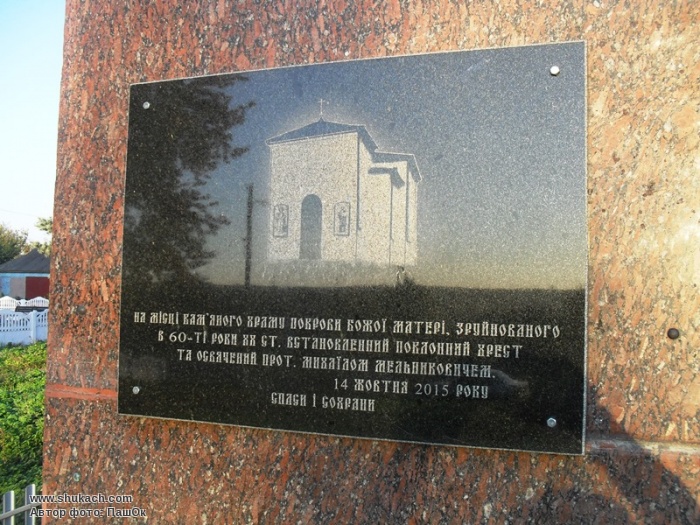 на місці кам'яного храму покрови божої матері, зруйнованого
в 60-ті роки хх ст. встановленний поклонний хрест
та освячений прот. михаїлом мельниковичем.
14 жовтня 2015 року
спаси і сохрани
www.shukach.com
Автор фото: ПашОк